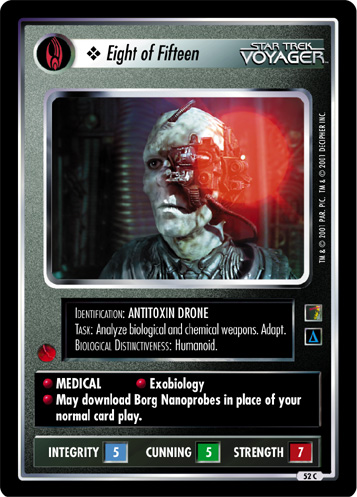 ❖ Eight of Fifteen
STAR TREK
VOYAGER™
TM & © 2001 PAR. PIC. TM & © 2001 DECIPHER INC.
IDENTIFICATION: ANTITOXIN DRONE
TASK: Analyze biological and chemical weapons. Adapt.
BIOLOGICAL DISTINCTIVENESS: Humanoid.
Δ
• MEDICAL • Exobiology
• May download Borg Nanoprobes in place of your
normal card play.
INTEGRITY 5 CUNNING 5 STRENGTH 7
52 C